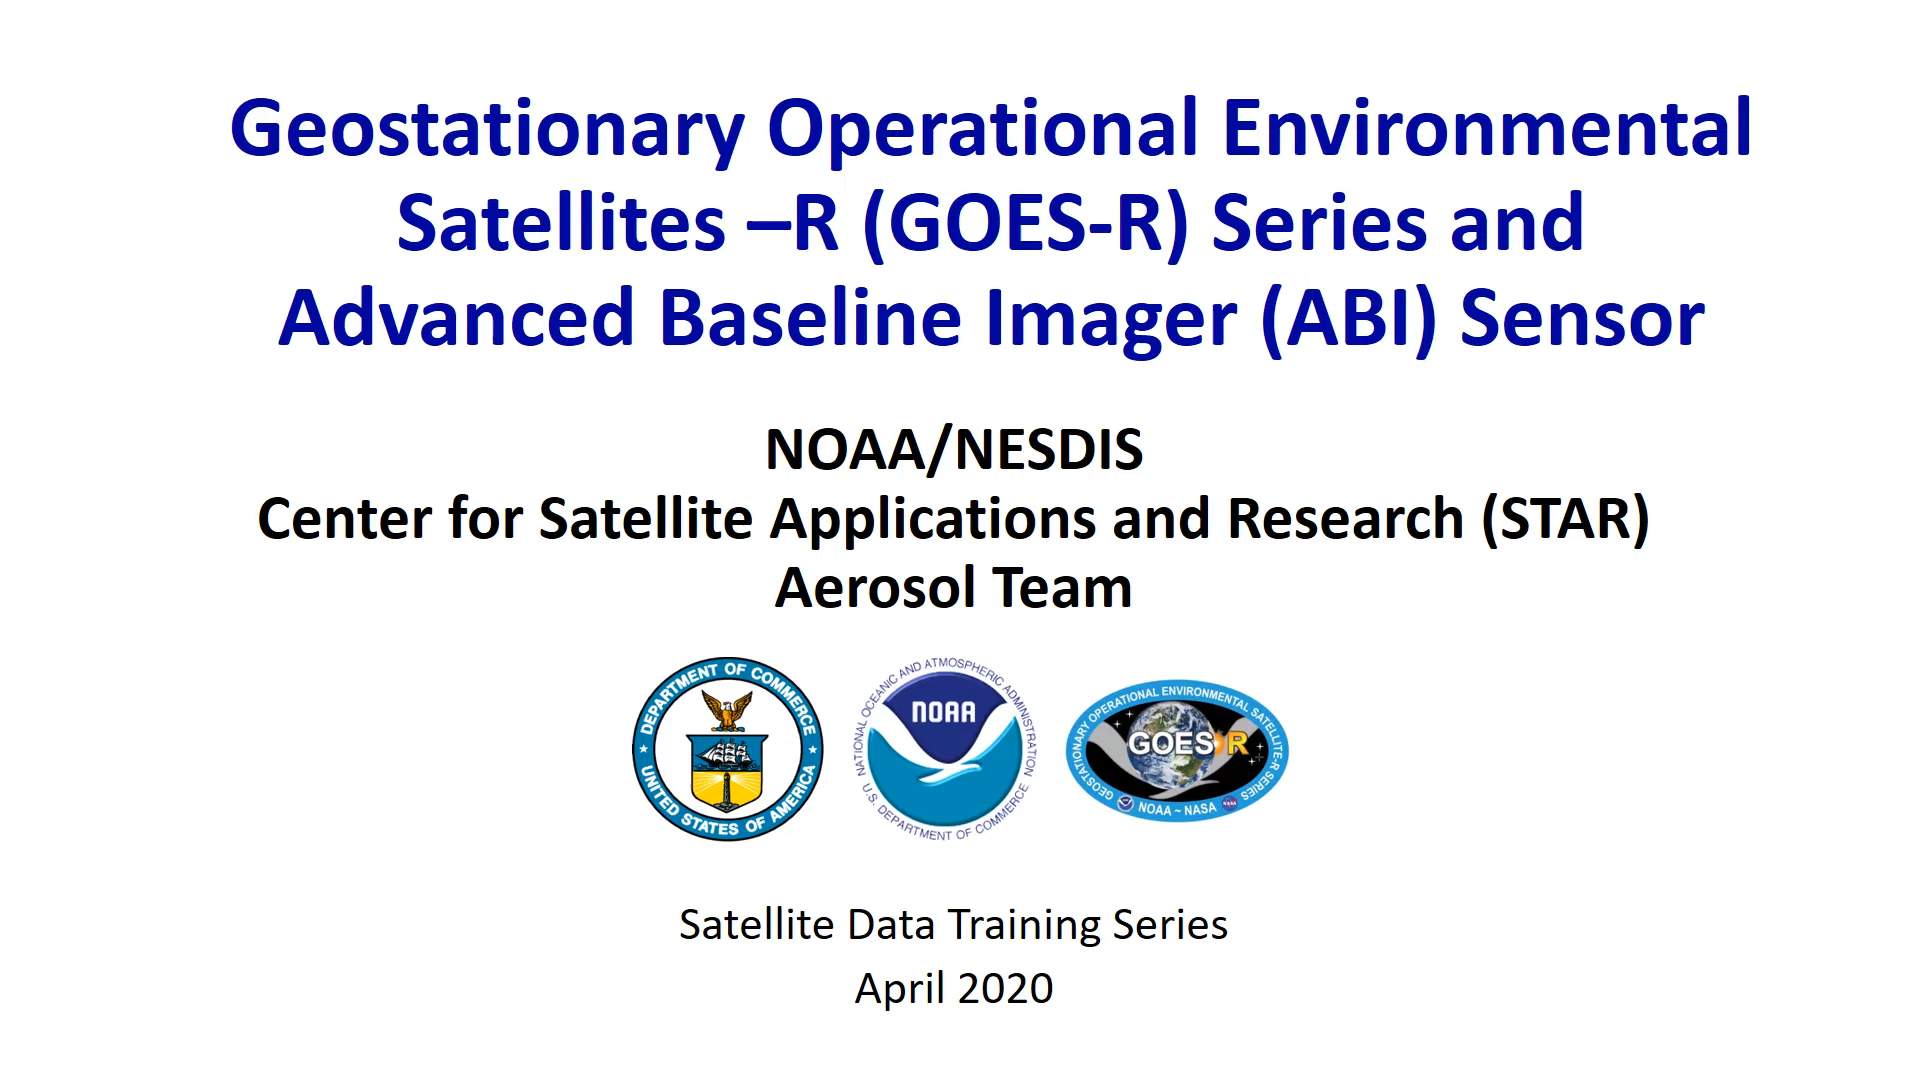 Geostationary Operational Environmental
Satellites –R (GOES-R) Series and
Advanced Baseline Imager (ABI) Sensor
NOAA/NESDIS
Center for Satellite Applications and Research (STAR)
Aerosol Team
DEPARTMENT OF COMMERCE
UNITED STATES OF AMERICA
NATIONAL OCEANIC AND ATMOSPHERIC ADMINISTRATION
NOAA
U.S. DEPARTMENT OF COMMERCE
GEOSTATIONARY OPERATIONAL ENVIRONMENTAL SATELLITE-R SERIES
GOES R
NOAA ~ NASA
Satellite Data Training Series
April 2020